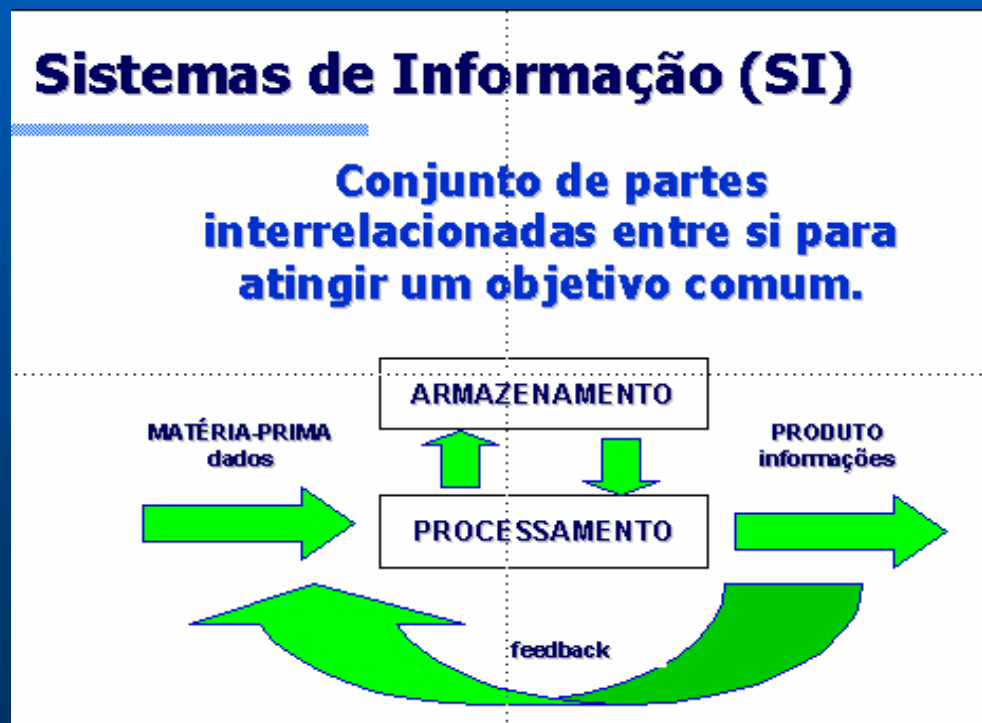 Sistemas de Informação (SI)
Conjunto de partes
interrelacionadas entre si para
atingir um objetivo comum.
ARMAZENAMENTO
MATÉRIA-PRIMA
dados
PRODUTO
informações
PROCESSAMENTO
feedback